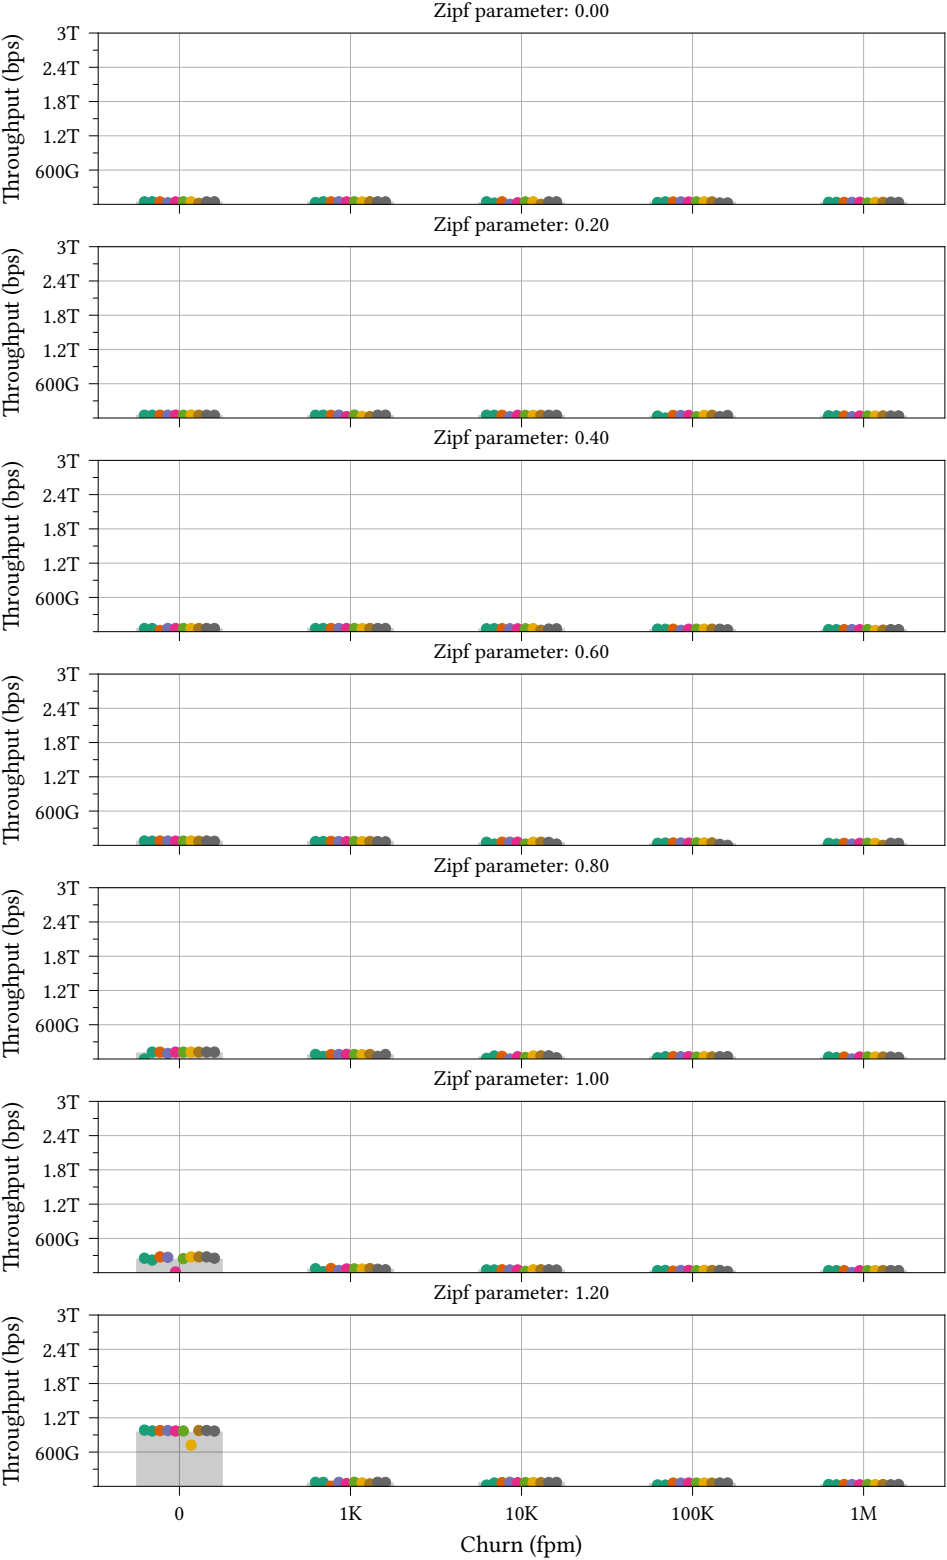 Zipf parameter: 0.00
Throughput (bps)
3T
2.4T
1.8T
1.2T
600G
Zipf parameter: 0.20
Throughput (bps)
3T
2.4T
1.8T
1.2T
600G
Zipf parameter: 0.40
Throughput (bps)
3T
2.4T
1.8T
1.2T
600G
Zipf parameter: 0.60
Throughput (bps)
3T
2.4T
1.8T
1.2T
600G
Zipf parameter: 0.80
Throughput (bps)
3T
2.4T
1.8T
1.2T
600G
Zipf parameter: 1.00
Throughput (bps)
3T
2.4T
1.8T
1.2T
600G
Zipf parameter: 1.20
Throughput (bps)
3T
2.4T
1.8T
1.2T
600G
0 1K 10K 100K 1M
Churn (fpm)